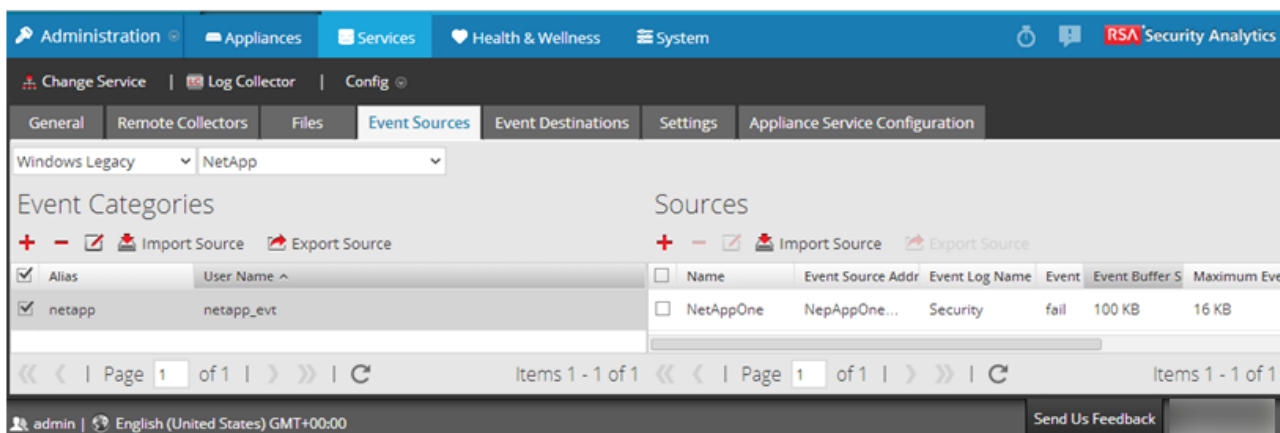 Administration Appliances Services Health & Wellness System RSA Security Analytics
Change Service | Log Collector | Config
General Remote Collectors Files Event Sources Event Destinations Settings Appliance Service Configuration
Windows Legacy NetApp
Event Categories
Import Source Export Source
Alias User Name
netapp netapp_evt
Page 1 of 1 Items 1 - 1 of 1
Sources
Import Source Export Source
Name Event Source Addr Event Log Name Event Event Buffer S Maximum Eve
NetAppOne NepAppOne... Security fail 100 KB 16 KB
Page 1 of 1 Items 1 - 1 of 1
admin | English (United States) GMT+00:00 Send Us Feedback